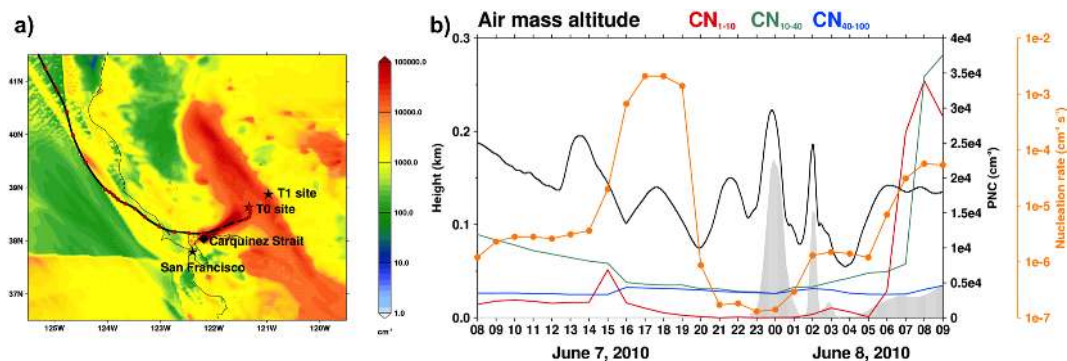 a)
41N
40N
39N
38N
37N
125W
124W
123W
122W
121W
120W
T1 site
T0 site
Carquinez Strait
San Francisco
100000.0
10000.0
1000.0
100.0
10.0
1.0
cm⁻³
b)
Air mass altitude
CN1-10
CN10-40
CN40-100
Height (km)
0.3
0.2
0.1
0.0
4e4
3.5e4
3e4
2.5e4
2e4
1.5e4
1e4
0.5e4
0
PNC (cm⁻³)
1e-2
1e-3
1e-4
1e-5
1e-6
1e-7
Nucleation rate (cm⁻³ s⁻¹)
08 09 10 11 12 13 14 15 16 17 18 19 20 21 22 23 00 01 02 03 04 05 06 07 08 09
June 7, 2010
June 8, 2010